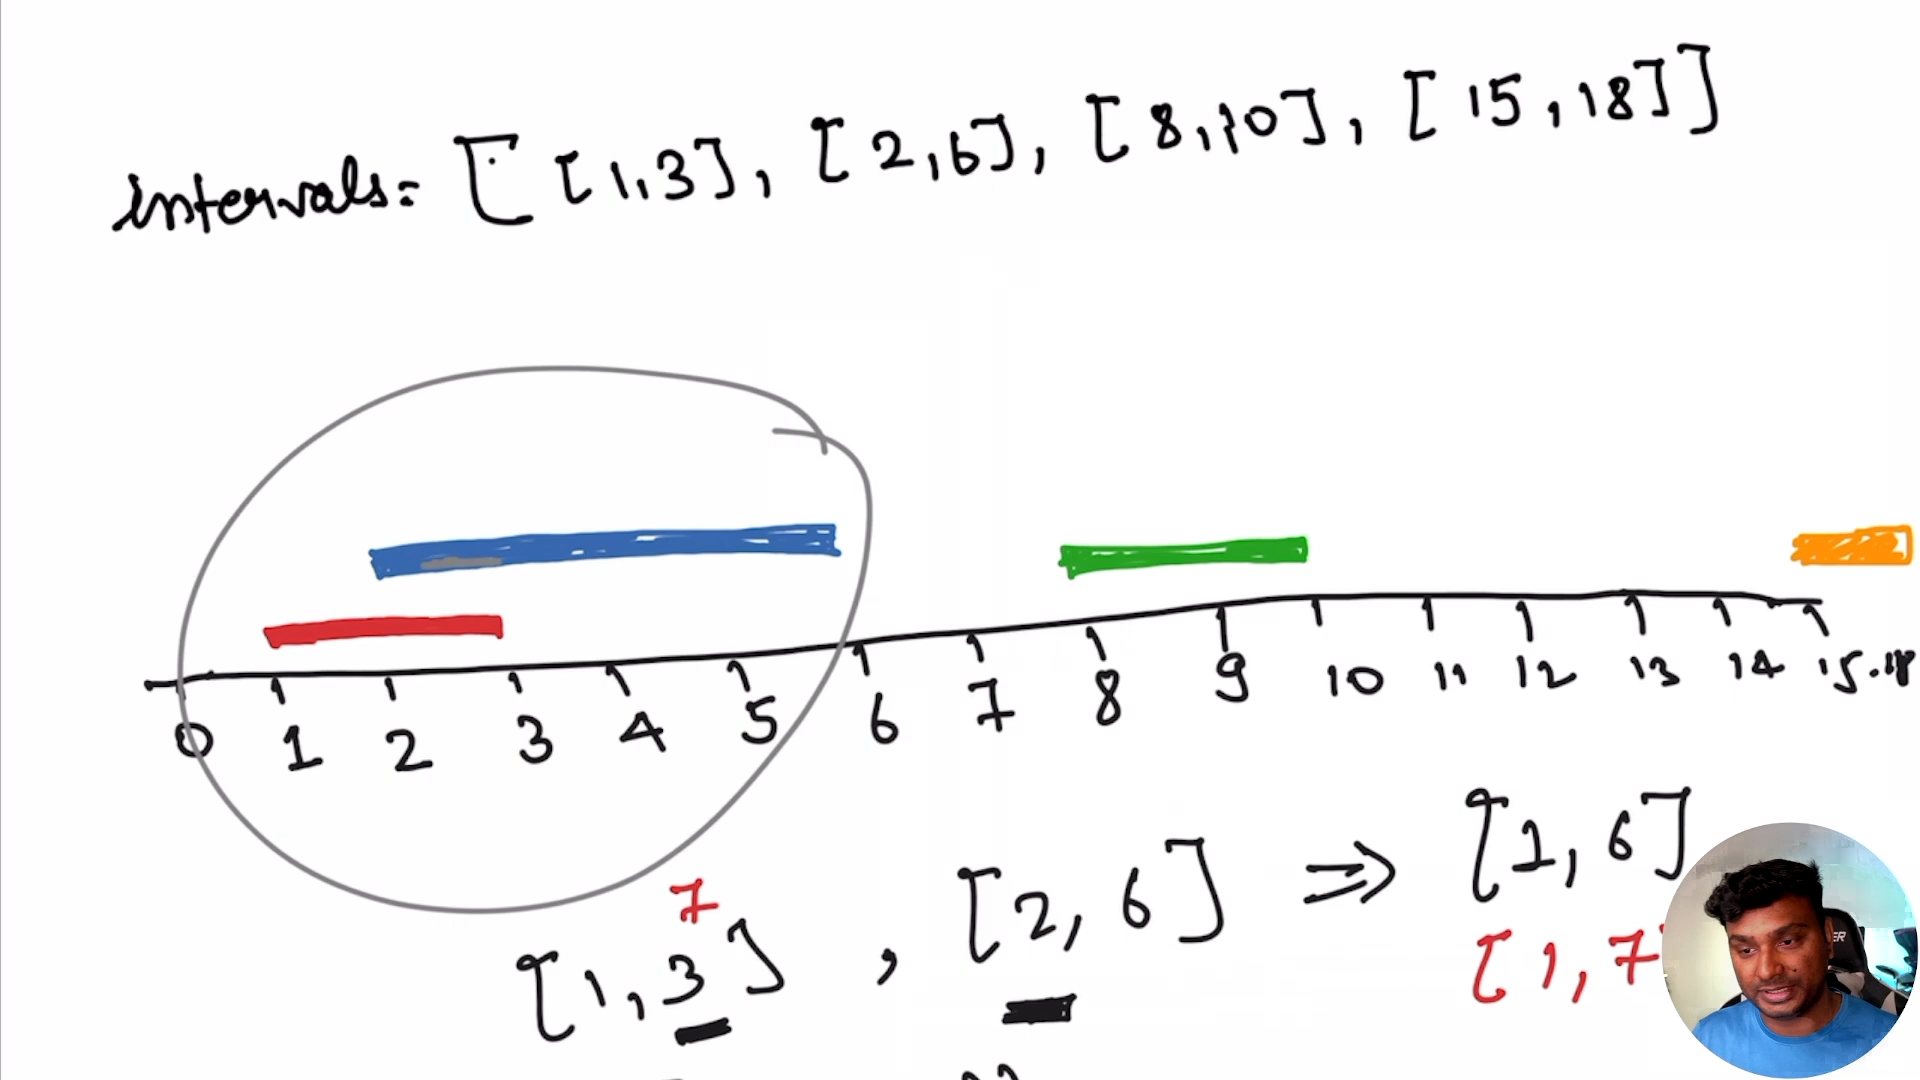 intervals= [ [1,3], [2,6], [8,10], [15,18]]
0 1 2 3 4 5 6 7 8 9 10 11 12 13 14 15.18
[1, 6]
7
[1,3] , [2, 6] ⇒
[1,7